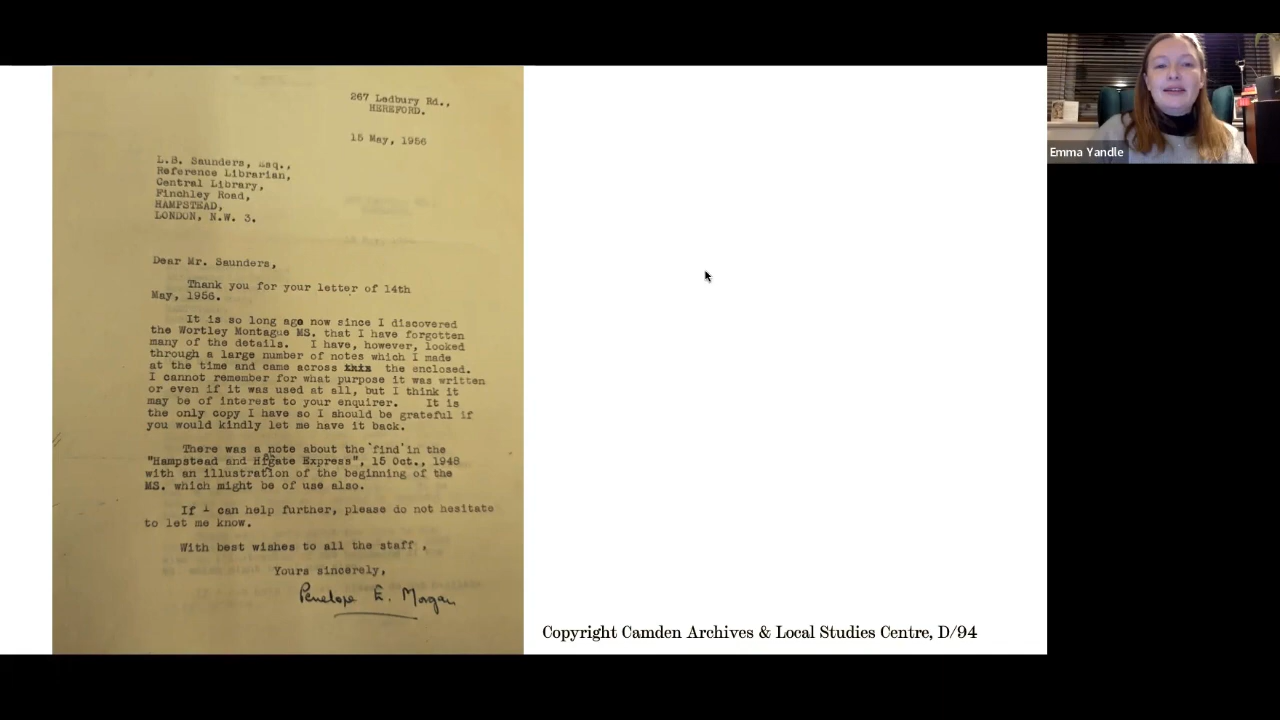 267 Ledbury Rd.,
HEREFORD.
15 May, 1956
L.B. Saunders, Esq.,
Reference Librarian,
Central Library,
Finchley Road,
HAMPSTEAD,
LONDON, N.W. 3.
Dear Mr. Saunders,
Thank you for your letter of 14th
May, 1956.
It is so long ago now since I discovered
the Wortley Montague MS. that I have forgotten
many of the details. I have, however, looked
through a large number of notes which I made
at the time and came across this the enclosed.
I cannot remember for what purpose it was written
or even if it was used at all, but I think it
may be of interest to your enquirer. It is
the only copy I have so I should be grateful if
you would kindly let me have it back.
There was a note about the 'find' in the
"Hampstead and Higate Express", 15 Oct., 1948
with an illustration of the beginning of the
MS. which might be of use also.
If I can help further, please do not hesitate
to let me know.
With best wishes to all the staff ,
Yours sincerely,
Penelope E. Morgan
Copyright Camden Archives & Local Studies Centre, D/94
Emma Yandle